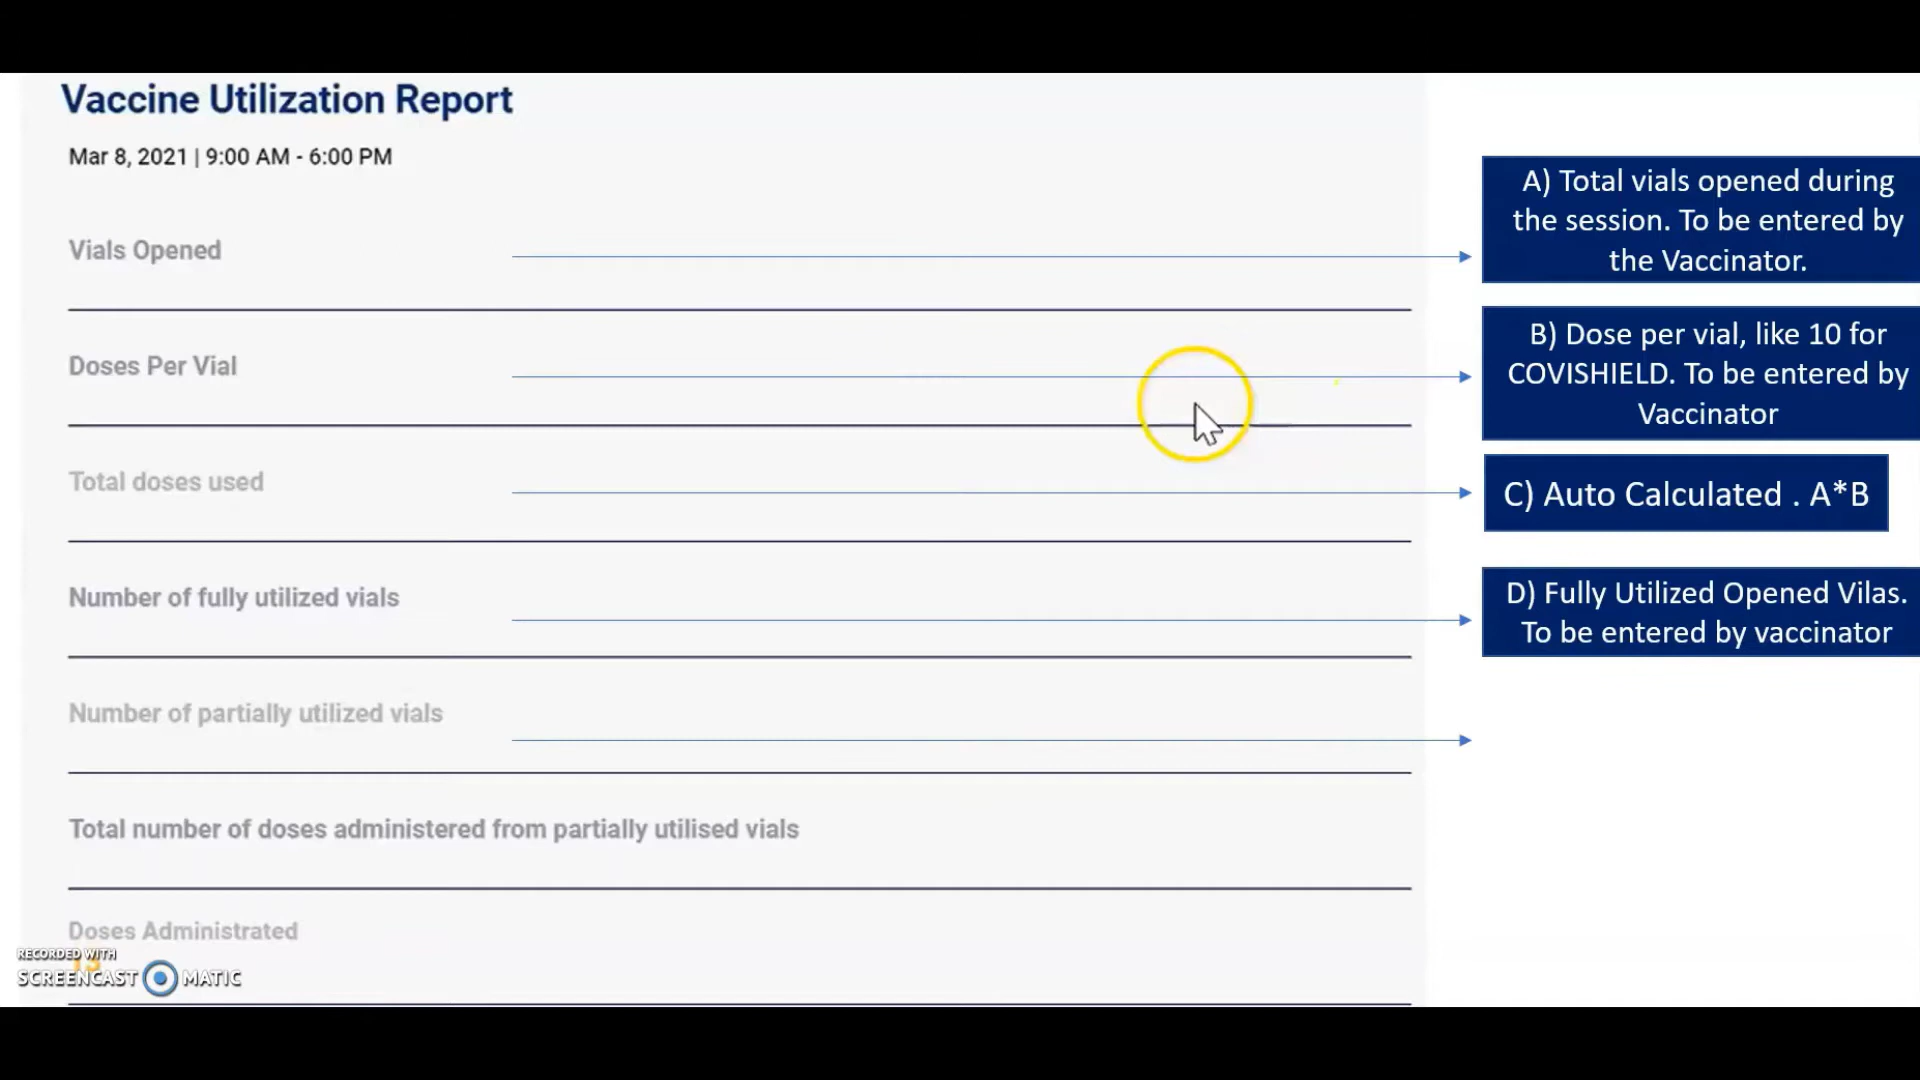 Vaccine Utilization Report
Mar 8, 2021 | 9:00 AM - 6:00 PM
Vials Opened
A) Total vials opened during
the session. To be entered by
the Vaccinator.
Doses Per Vial
B) Dose per vial, like 10 for
COVISHIELD. To be entered by
Vaccinator
Total doses used
C) Auto Calculated . A*B
Number of fully utilized vials
D) Fully Utilized Opened Vilas.
To be entered by vaccinator
Number of partially utilized vials
Total number of doses administered from partially utilised vials
Doses Administrated
RECORDED WITH
SCREENCAST MATIC